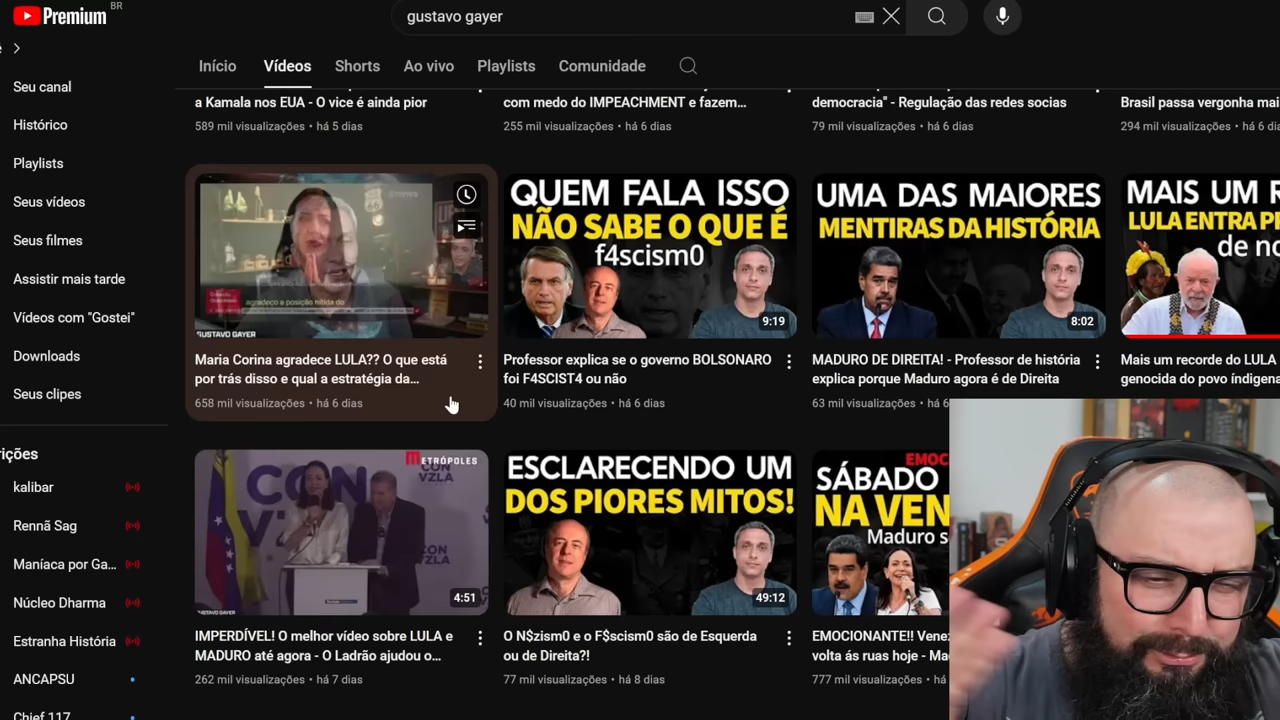 Premium BR
gustavo gayer
Início
Vídeos
Shorts
Ao vivo
Playlists
Comunidade
Seu canal
Histórico
Playlists
Seus vídeos
Seus filmes
Assistir mais tarde
Vídeos com "Gostei"
Downloads
Seus clipes
rições
kalibar
Rennã Sag
Maníaca por Ga...
Núcleo Dharma
Estranha História
ANCAPSU
Chief 117
a Kamala nos EUA - O vice é ainda pior
589 mil visualizações • há 5 dias
com medo do IMPEACHMENT e fazem...
255 mil visualizações • há 6 dias
democracia" - Regulação das redes socias
79 mil visualizações • há 6 dias
Brasil passa vergonha mai
294 mil visualizações • há 6 dia
agradeço a posição nítida do
GUSTAVO GAYER
Maria Corina agradece LULA?? O que está
por trás disso e qual a estratégia da...
658 mil visualizações • há 6 dias
QUEM FALA ISSO
NÃO SABE O QUE É
f4scism0
9:19
Professor explica se o governo BOLSONARO
foi F4SCIST4 ou não
40 mil visualizações • há 6 dias
UMA DAS MAIORES
MENTIRAS DA HISTÓRIA
8:02
MADURO DE DIREITA! - Professor de história
explica porque Maduro agora é de Direita
63 mil visualizações • há 6
MAIS UM R
LULA ENTRA P
de no
Mais um recorde do LULA
genocida do povo índigena
METRÓPOLES
CON
VZLA
CON
VZLA
CON
VZLA
GUSTAVO GAYER
4:51
IMPERDÍVEL! O melhor vídeo sobre LULA e
MADURO até agora - O Ladrão ajudou o...
262 mil visualizações • há 7 dias
ESCLARECENDO UM
DOS PIORES MITOS!
49:12
O N$zism0 e o F$scism0 são de Esquerda
ou de Direita?!
77 mil visualizações • há 8 dias
EMOC
SÁBADO
NA VEN
Maduro s
EMOCIONANTE!! Venez
volta ás ruas hoje - Ma
777 mil visualizações • há